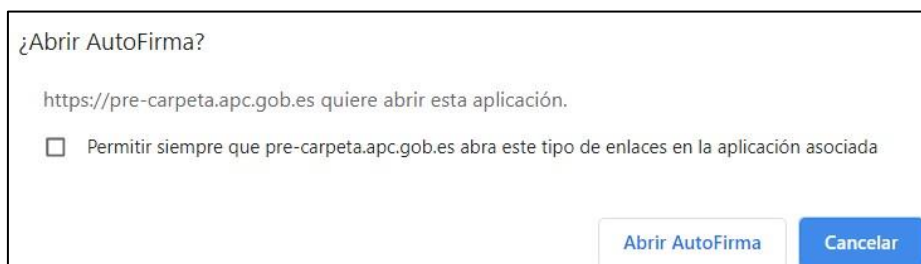 ¿Abrir AutoFirma?
https://pre-carpeta.apc.gob.es quiere abrir esta aplicación.
Permitir siempre que pre-carpeta.apc.gob.es abra este tipo de enlaces en la aplicación asociada
Abrir AutoFirma Cancelar